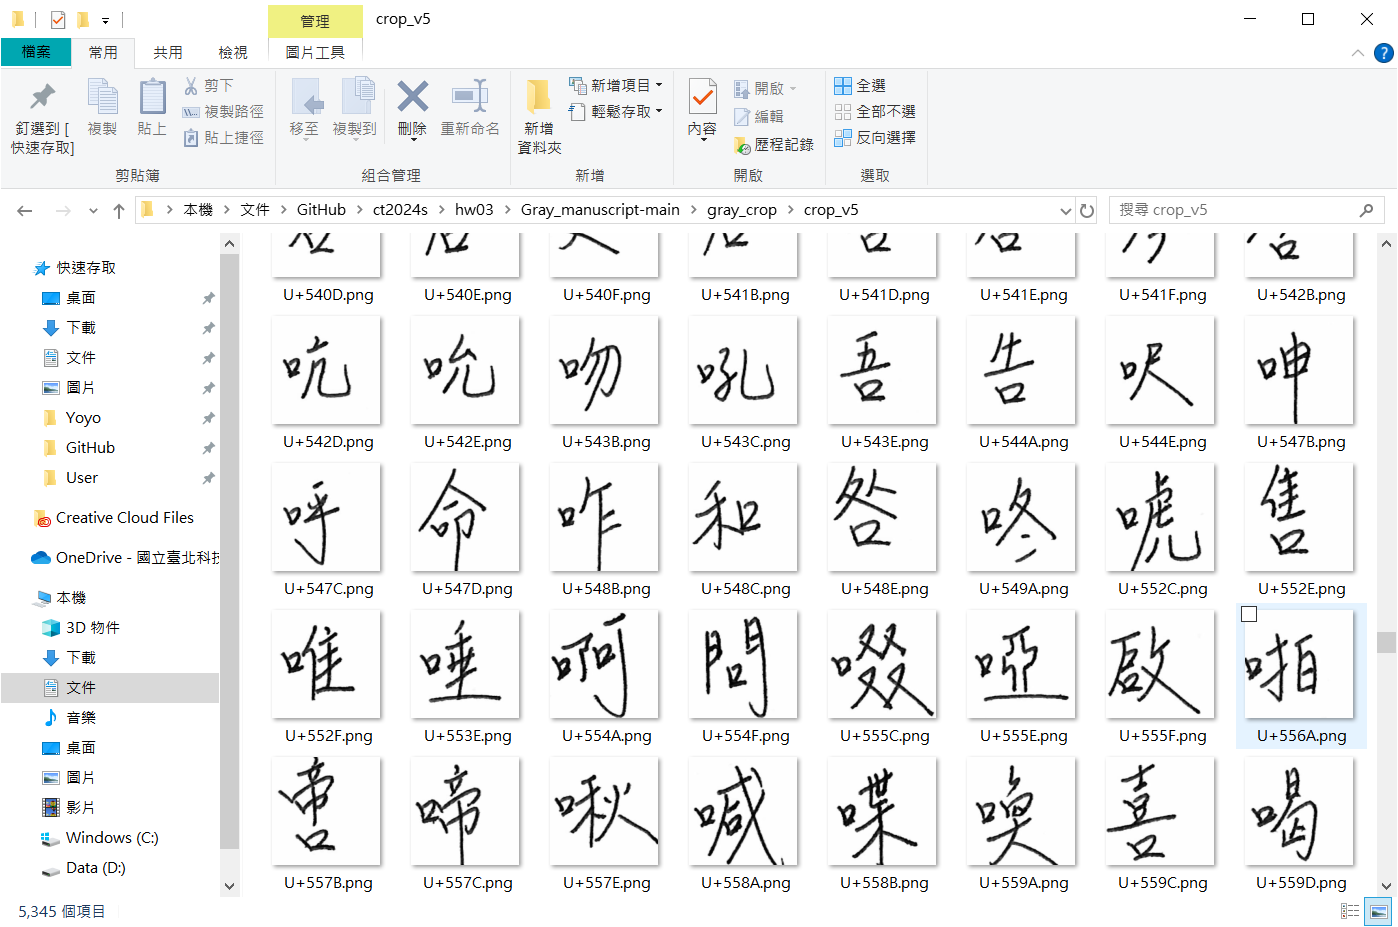 管理
crop_v5
檔案
常用
共用
檢視
圖片工具
釘選到 [
快速存取]
複製
貼上
剪下
複製路徑
貼上捷徑
剪貼簿
移至
複製到
刪除
重新命名
組合管理
新增
資料夾
新增項目
輕鬆存取
新增
內容
開啟
編輯
歷程記錄
開啟
全選
全部不選
反向選擇
選取
本機 > 文件 > GitHub > ct2024s > hw03 > Gray_manuscript-main > gray_crop > crop_v5
搜尋 crop_v5
快速存取
桌面
下載
文件
圖片
Yoyo
GitHub
User
Creative Cloud Files
OneDrive - 國立臺北科技
本機
3D 物件
下載
文件
音樂
桌面
圖片
影片
Windows (C:)
Data (D:)
U+540D.png U+540E.png U+540F.png U+541B.png U+541D.png U+541E.png U+541F.png U+542B.png
吭 吮 吻 吼 吾 告 呎 呻
U+542D.png U+542E.png U+543B.png U+543C.png U+543E.png U+544A.png U+544E.png U+547B.png
呼 命 咋 和 咎 咚 唬 售
U+547C.png U+547D.png U+548B.png U+548C.png U+548E.png U+549A.png U+552C.png U+552E.png
唯 唾 啊 問 啜 啞 啟 啪
U+552F.png U+553E.png U+554A.png U+554F.png U+555C.png U+555E.png U+555F.png U+556A.png
啻 啼 啾 喊 喋 喚 喜 喝
U+557B.png U+557C.png U+557E.png U+558A.png U+558B.png U+559A.png U+559C.png U+559D.png
5,345 個項目